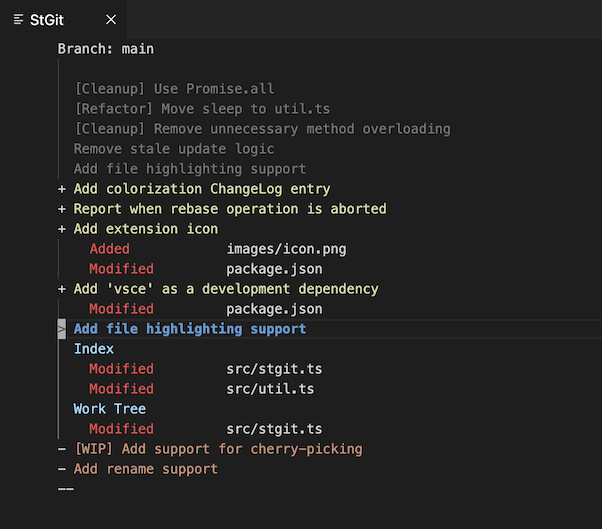 StGit
Branch: main
[Cleanup] Use Promise.all
[Refactor] Move sleep to util.ts
[Cleanup] Remove unnecessary method overloading
Remove stale update logic
Add file highlighting support
+ Add colorization ChangeLog entry
+ Report when rebase operation is aborted
+ Add extension icon
Added images/icon.png
Modified package.json
+ Add 'vsce' as a development dependency
Modified package.json
> Add file highlighting support
Index
Modified src/stgit.ts
Modified src/util.ts
Work Tree
Modified src/stgit.ts
- [WIP] Add support for cherry-picking
- Add rename support
--